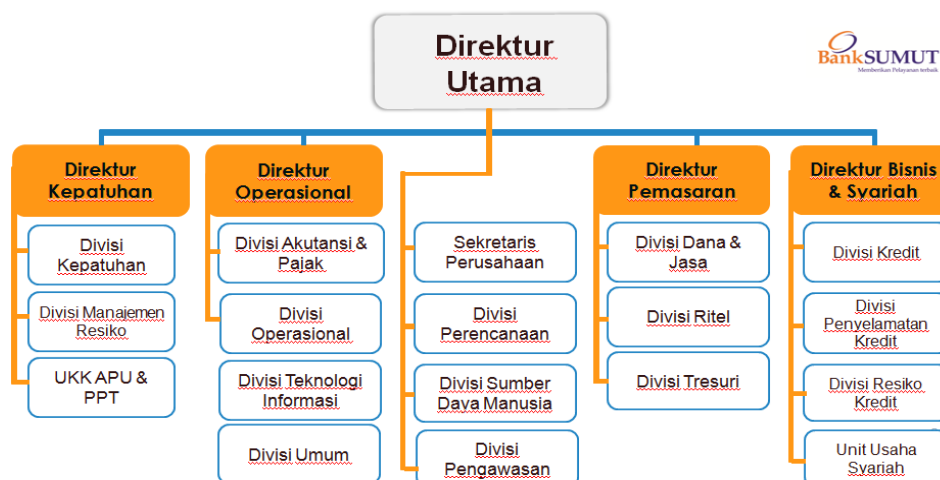 Direktur
Utama
BankSUMUT
Memberikan Pelayanan terbaik
Direktur
Kepatuhan
Divisi
Kepatuhan
Divisi Manajemen
Resiko
UKK APU &
PPT
Direktur
Operasional
Divisi Akutansi &
Pajak
Divisi
Operasional
Divisi Teknologi
Informasi
Divisi Umum
Sekretaris
Perusahaan
Divisi
Perencanaan
Divisi Sumber
Daya Manusia
Divisi
Pengawasan
Direktur
Pemasaran
Divisi Dana &
Jasa
Divisi Ritel
Divisi Tresuri
Direktur Bisnis
& Syariah
Divisi Kredit
Divisi
Penyelamatan
Kredit
Divisi Resiko
Kredit
Unit Usaha
Syariah